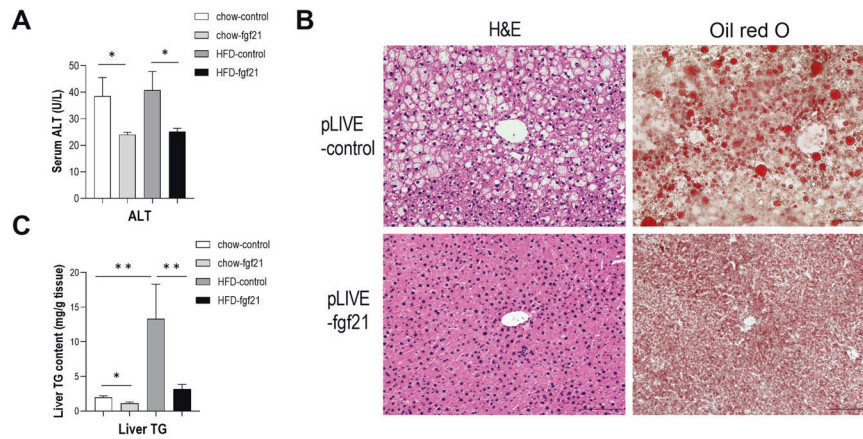 A
chow-control
chow-fgf21
HFD-control
HFD-fgf21
Serum ALT (U/L)
50
40
30
20
10
0
*
*
ALT
B
H&E
Oil red O
pLIVE
-control
pLIVE
-fgf21
C
chow-control
chow-fgf21
HFD-control
HFD-fgf21
Liver TG content (mg/g tissue)
20
15
10
5
0
**
**
*
Liver TG